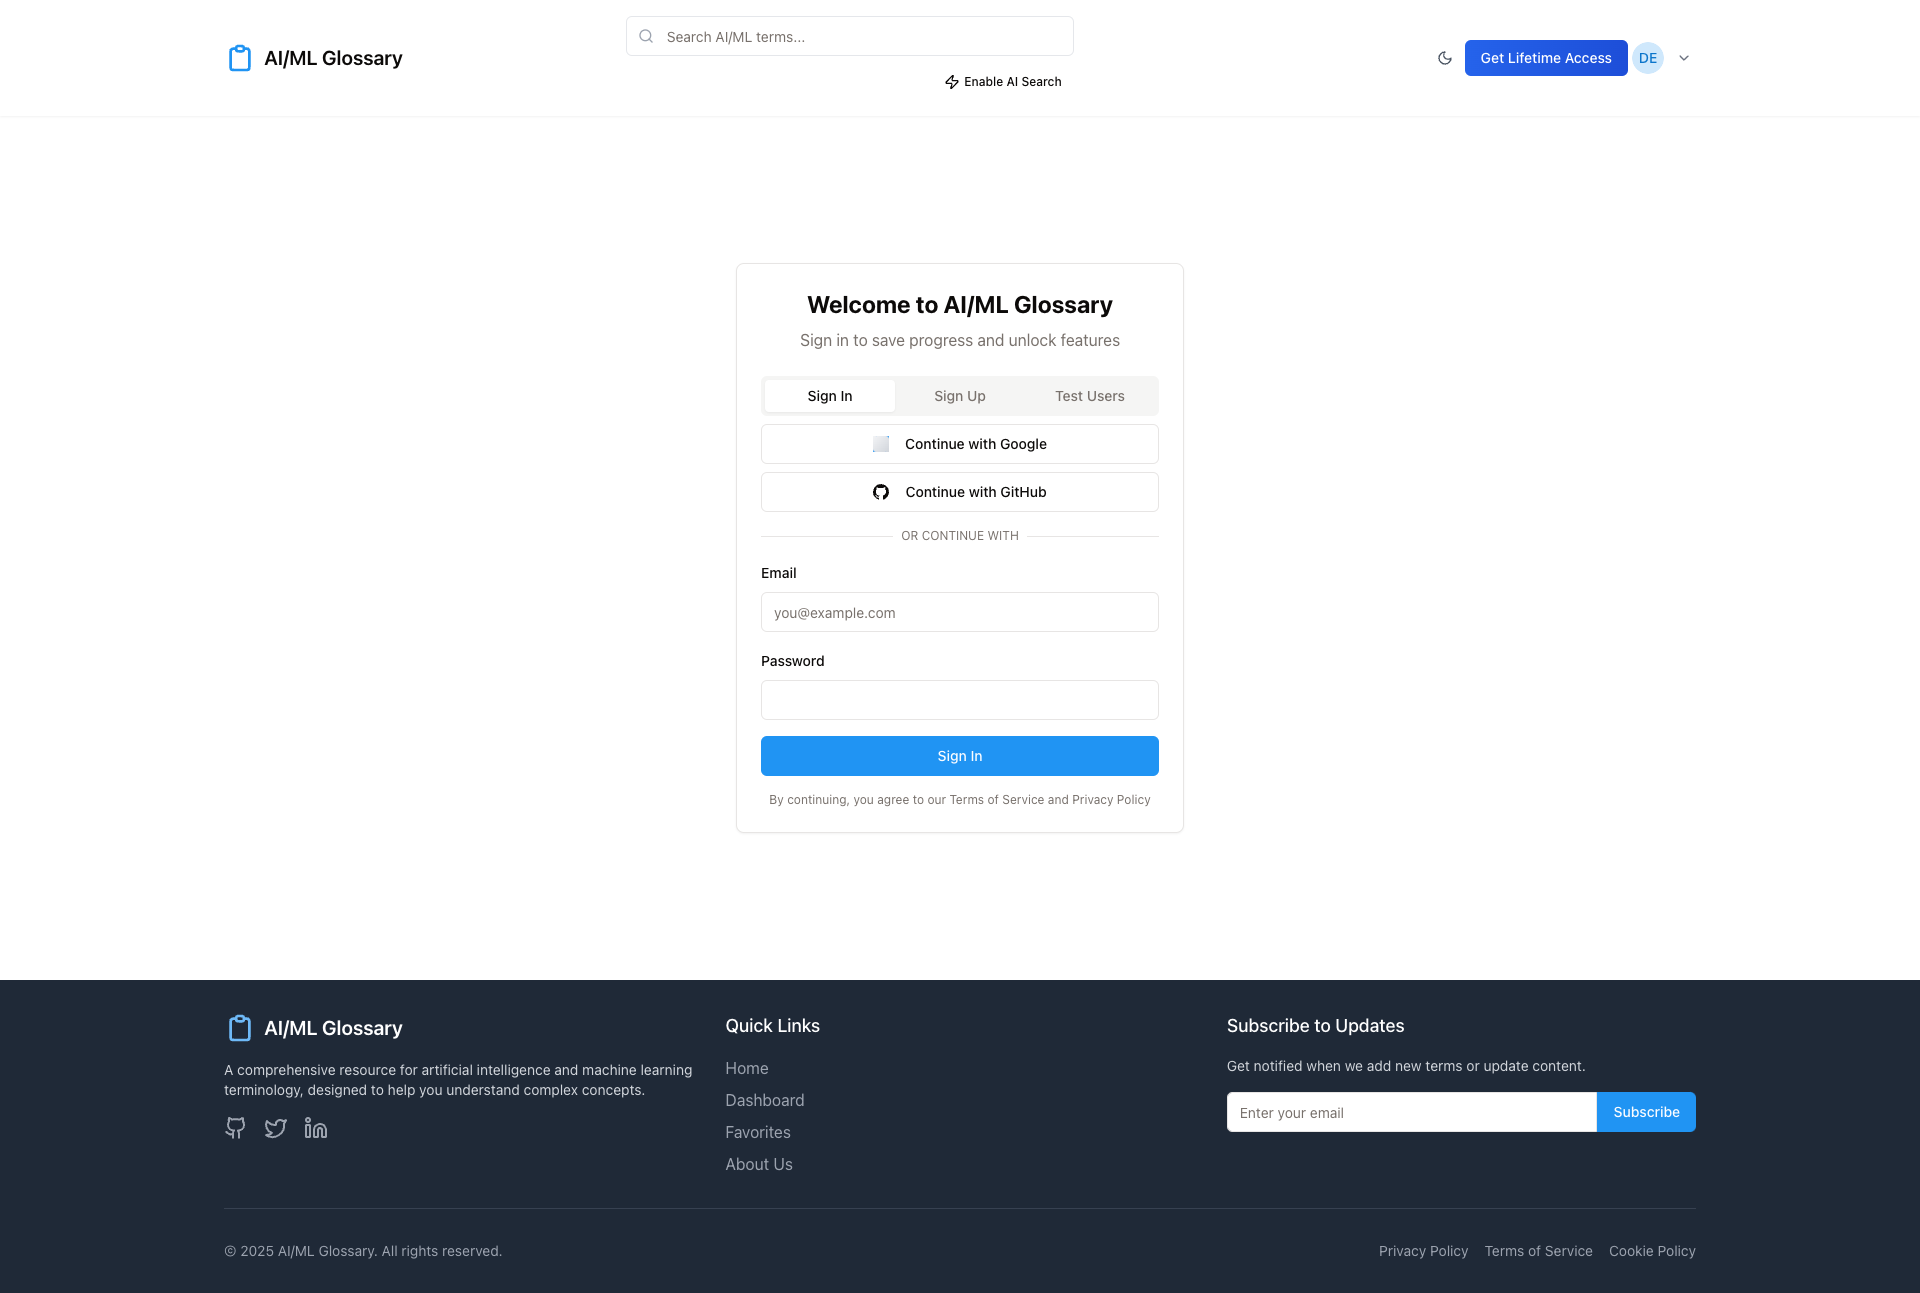 AI/ML Glossary
Search AI/ML terms...
Enable AI Search
Get Lifetime Access
DE
Welcome to AI/ML Glossary
Sign in to save progress and unlock features
Sign In
Sign Up
Test Users
Continue with Google
Continue with GitHub
OR CONTINUE WITH
Email
you@example.com
Password
Sign In
By continuing, you agree to our Terms of Service and Privacy Policy
AI/ML Glossary
A comprehensive resource for artificial intelligence and machine learning
terminology, designed to help you understand complex concepts.
Quick Links
Home
Dashboard
Favorites
About Us
Subscribe to Updates
Get notified when we add new terms or update content.
Enter your email
Subscribe
© 2025 AI/ML Glossary. All rights reserved.
Privacy Policy
Terms of Service
Cookie Policy